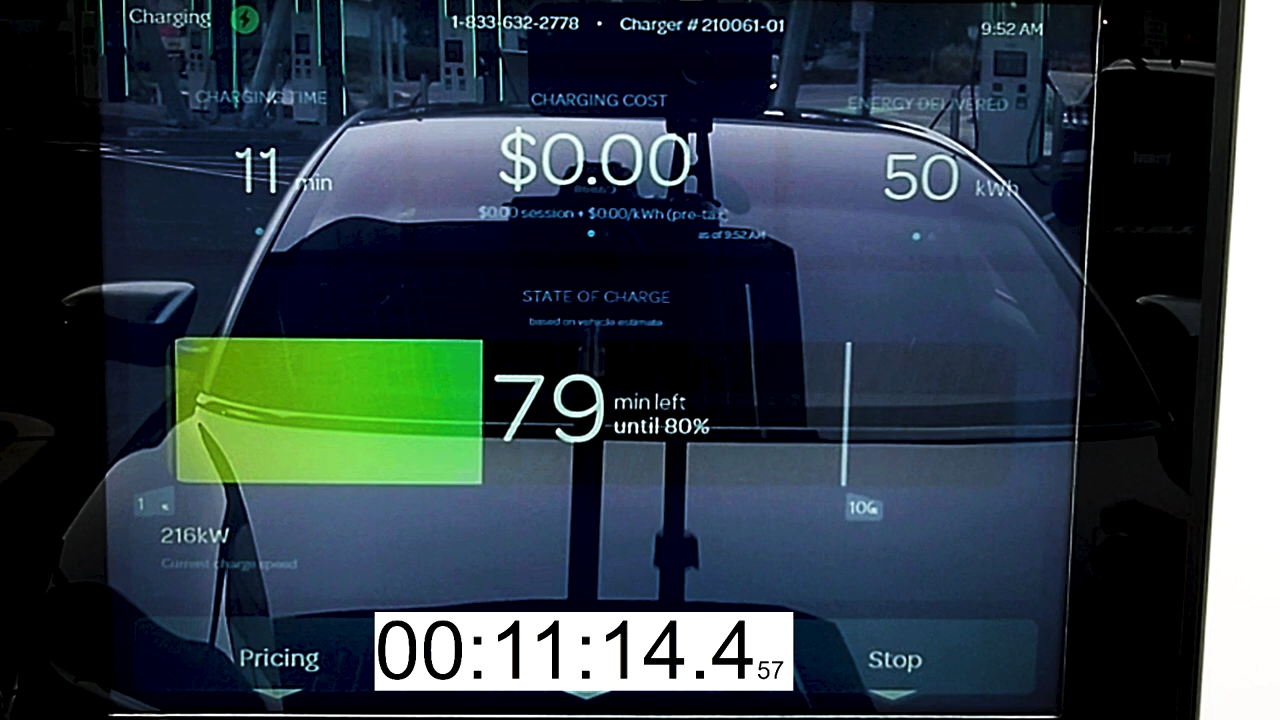 Charging
1-833-632-2778 • Charger # 210061-01
9:52 AM
CHARGING TIME
CHARGING COST
ENERGY DELIVERED
11 min
$0.00
50 kWh
$0.00 session + $0.00/kWh (pre-tax)
as of 9:52 AM
STATE OF CHARGE
based on vehicle estimate
79 min left
until 80%
216kW
Current charge speed
Pricing
00:11:14.457
Stop